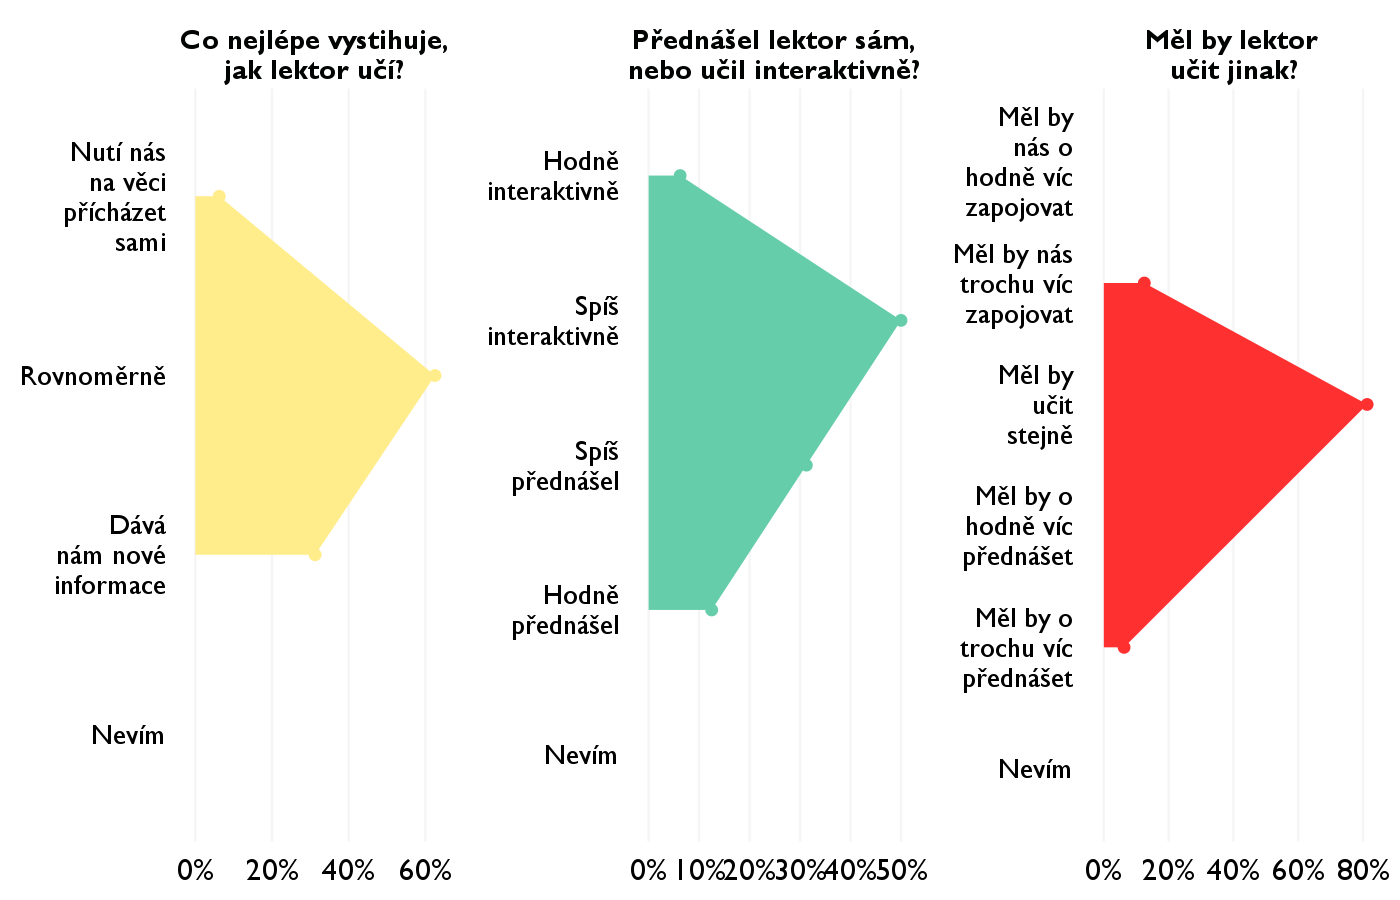 Co nejlépe vystihuje,
jak lektor učí?
Nutí nás
na věci
přícházet
sami
Rovnoměrně
Dává
nám nové
informace
Nevím
0% 20% 40% 60%
Přednášel lektor sám,
nebo učil interaktivně?
Hodně
interaktivně
Spíš
interaktivně
Spíš
přednášel
Hodně
přednášel
Nevím
0% 10% 20% 30% 40% 50%
Měl by lektor
učit jinak?
Měl by
nás o
hodně víc
zapojovat
Měl by nás
trochu víc
zapojovat
Měl by
učit
stejně
Měl by o
hodně víc
přednášet
Měl by o
trochu víc
přednášet
Nevím
0% 20% 40% 60% 80%